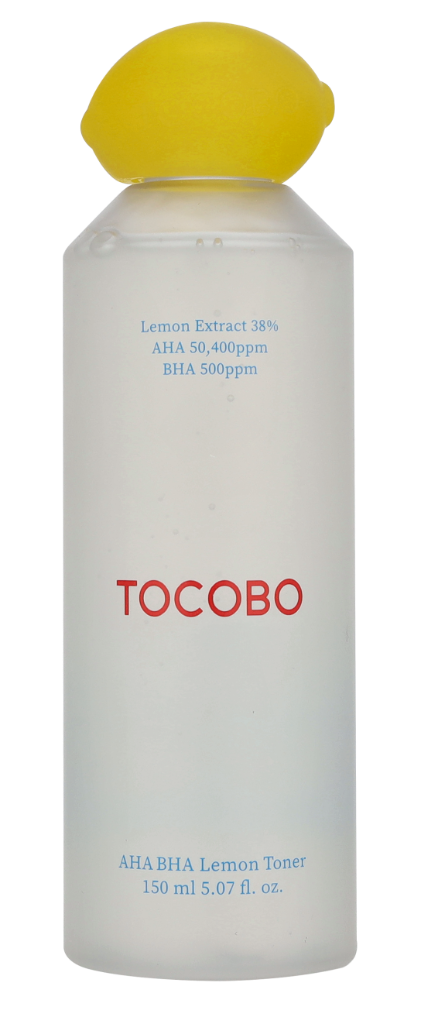 Lemon Extract 38%
AHA 50,400ppm
BHA 500ppm
TOCOBO
AHA BHA Lemon Toner
150 ml 5.07 fl. oz.